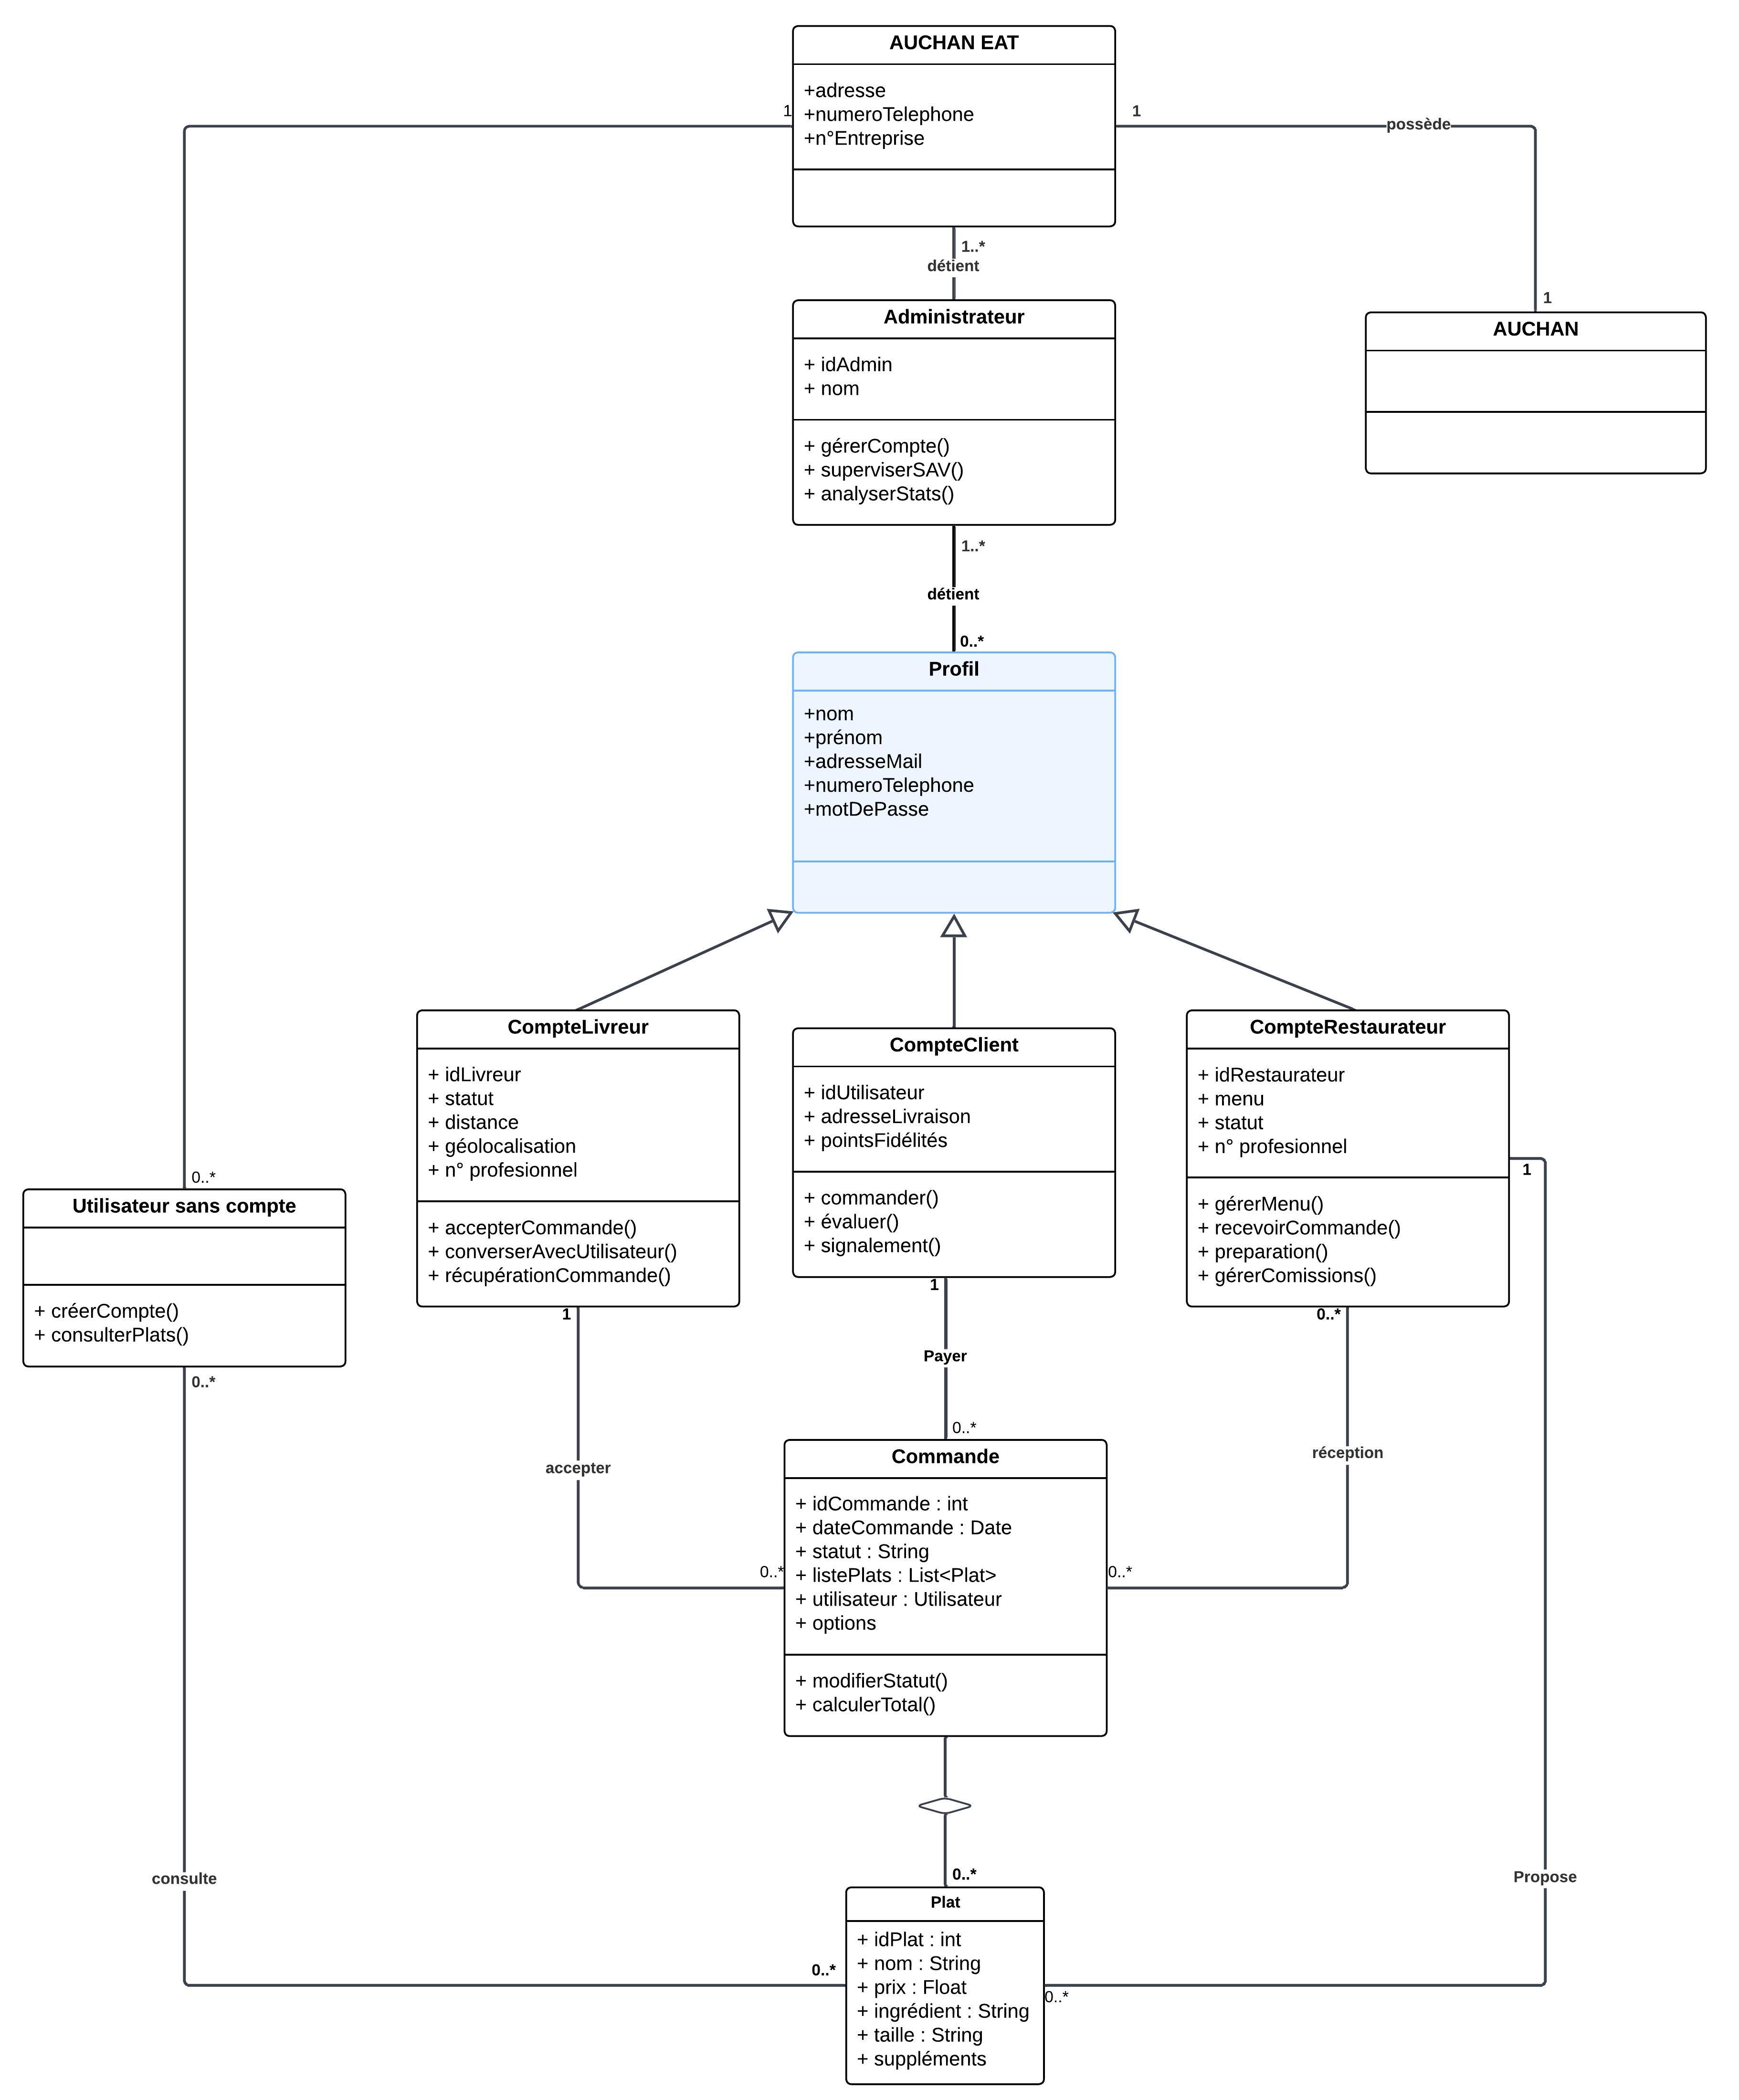 AUCHAN EAT
+adresse
+numeroTelephone
+n°Entreprise
1
1
possède
1
1..*
détient
AUCHAN
Administrateur
+ idAdmin
+ nom
+ gérerCompte()
+ superviserSAV()
+ analyserStats()
1..*
détient
0..*
Profil
+nom
+prénom
+adresseMail
+numeroTelephone
+motDePasse
CompteLivreur
+ idLivreur
+ statut
+ distance
+ géolocalisation
+ n° profesionnel
+ accepterCommande()
+ converserAvecUtilisateur()
+ récupérationCommande()
CompteClient
+ idUtilisateur
+ adresseLivraison
+ pointsFidélités
+ commander()
+ évaluer()
+ signalement()
CompteRestaurateur
+ idRestaurateur
+ menu
+ statut
+ n° profesionnel
+ gérerMenu()
+ recevoirCommande()
+ preparation()
+ gérerComissions()
1
0..*
Utilisateur sans compte
+ créerCompte()
+ consulterPlats()
0..*
1
1
0..*
Payer
0..*
accepter
réception
0..*
0..*
Commande
+ idCommande : int
+ dateCommande : Date
+ statut : String
+ listePlats : List<Plat>
+ utilisateur : Utilisateur
+ options
+ modifierStatut()
+ calculerTotal()
0..*
consulte
Propose
0..*
0..*
Plat
+ idPlat : int
+ nom : String
+ prix : Float
+ ingrédient : String
+ taille : String
+ suppléments